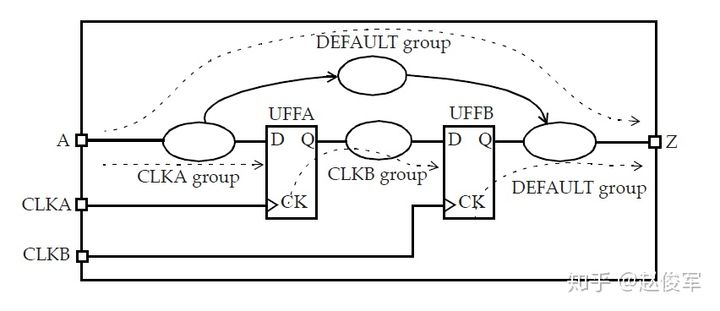 DEFAULT group
UFFA
UFFB
A
D
Q
D
Q
Z
CLKA group
CLKB group
DEFAULT group
CLKA
CK
CK
CLKB
知乎 @赵俊军